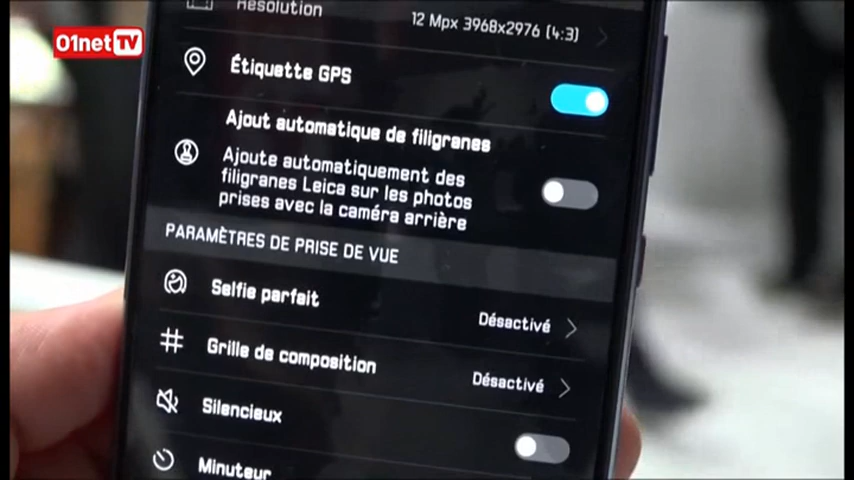 01net TV
Résolution
12 Mpx 3968x2976 (4:3)
Étiquette GPS
Ajout automatique de filigranes
Ajoute automatiquement des
filigranes Leica sur les photos
prises avec la caméra arrière
PARAMÈTRES DE PRISE DE VUE
Selfie parfait
Désactivé
Grille de composition
Désactivé
Silencieux
Minuteur